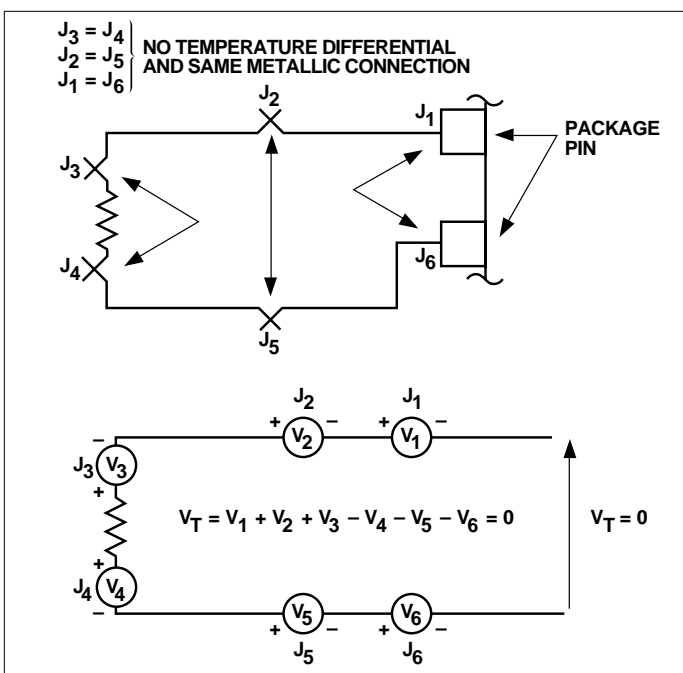 J3 = J4
J2 = J5
J1 = J6
NO TEMPERATURE DIFFERENTIAL
AND SAME METALLIC CONNECTION
J2
J1
PACKAGE
PIN
J3
J4
J6
J5
J2
J1
+ V2 −
+ V1 −
−
J3 V3
+
VT = V1 + V2 + V3 − V4 − V5 − V6 = 0
VT = 0
+
J4 V4
−
+ V5 −
+ V6 −
J5
J6